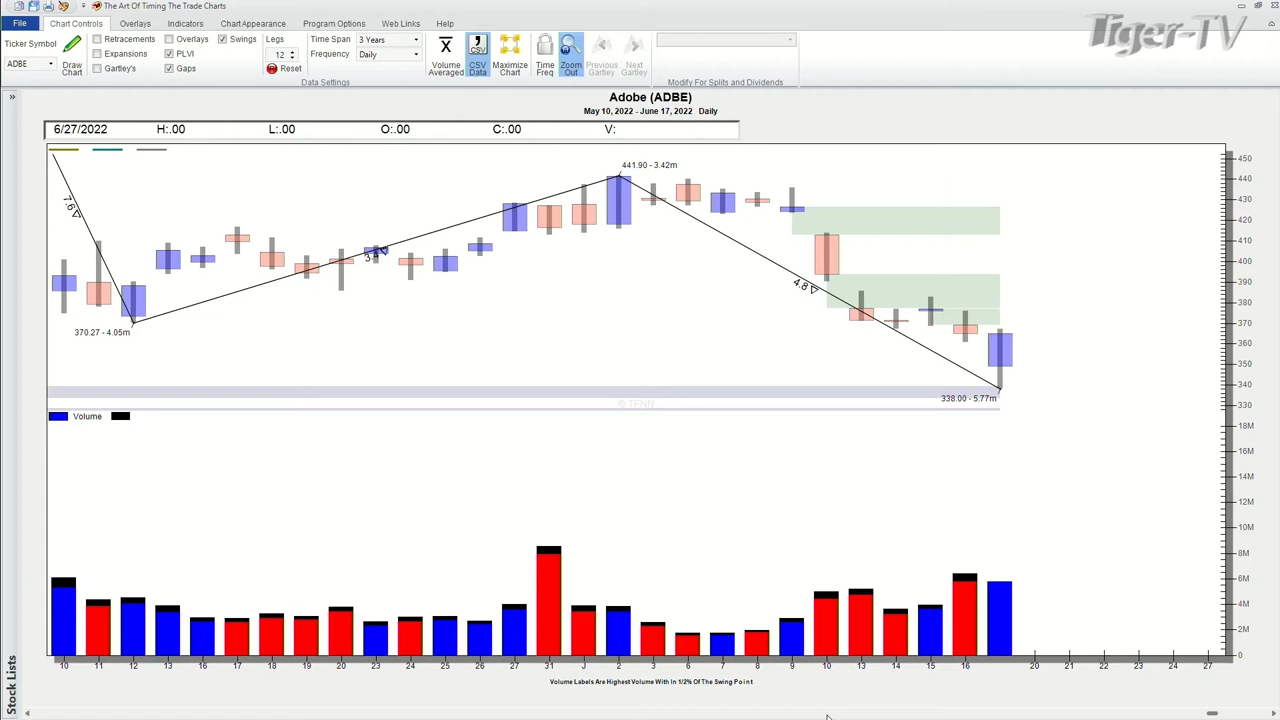 The Art Of Timing The Trade Charts
File
Chart Controls
Overlays
Indicators
Chart Appearance
Program Options
Web Links
Help
Tiger-TV
Ticker Symbol
ADBE
Draw Chart
Retracements
Expansions
Gartley's
Overlays
PLVI
Gaps
Swings
Legs
12
Reset
Time Span
3 Years
Frequency
Daily
Data Settings
Volume Averaged
CSV
CSV Data
Maximize Chart
Time Freq
Zoom Out
Previous Gartley
Next Gartley
Modify For Splits and Dividends
»
Adobe (ADBE)
May 10, 2022 - June 17, 2022 Daily
6/27/2022 H:.00 L:.00 O:.00 C:.00 V:
441.90 - 3.42m
7.6
3.4
4.8
370.27 - 4.05m
338.00 - 5.77m
© TFNN
450
440
430
420
410
400
390
380
370
360
350
340
330
Volume
18M
16M
14M
12M
10M
8M
6M
4M
2M
0
10 11 12 13 16 17 18 19 20 23 24 25 26 27 31 J 2 3 6 7 8 9 10 13 14 15 16 20 21 22 23 24 27
Volume Labels Are Highest Volume With In 1/2% Of The Swing Point
Stock Lists